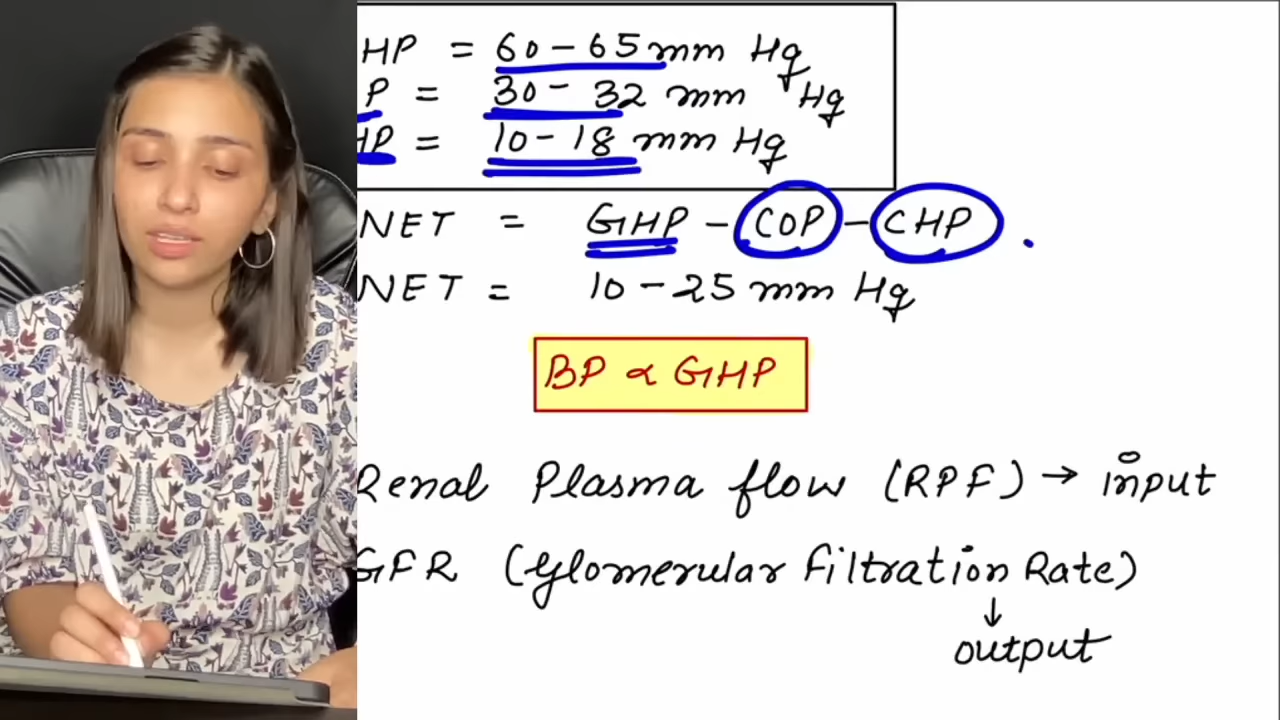 HP = 60-65 mm Hg
P = 30-32 mm Hg
HP = 10-18 mm Hg
NET = GHP - COP - CHP.
NET = 10-25 mm Hg
BP ∝ GHP
Renal Plasma flow (RPF) → input
GFR (Glomerular Filtration Rate)
↓
output